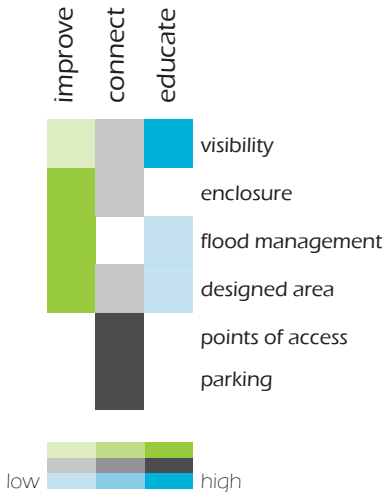 improve
connect
educate
visibility
enclosure
flood management
designed area
points of access
parking
low
high